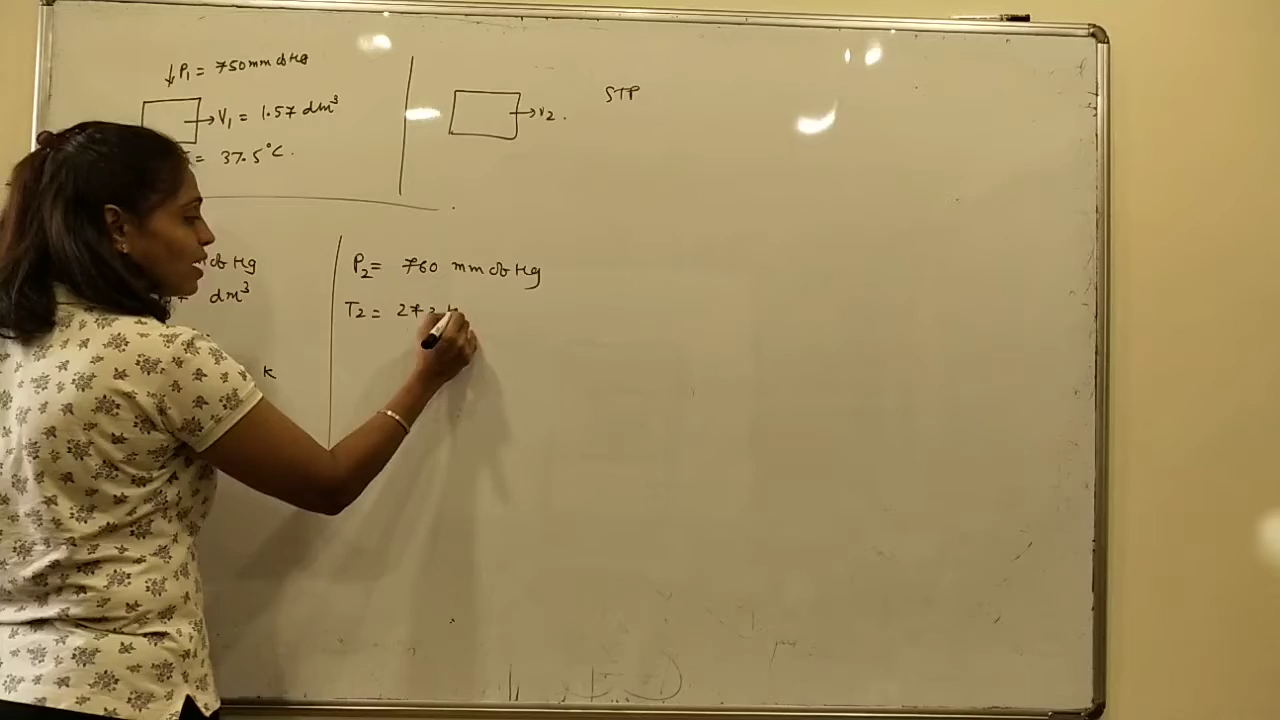 P1 = 750 mm of Hg
V1 = 1.57 dm³
= 37.5°C.
V2.
STP
of Hg
dm³
K
P2 = 760 mm of Hg
T2 = 273 K